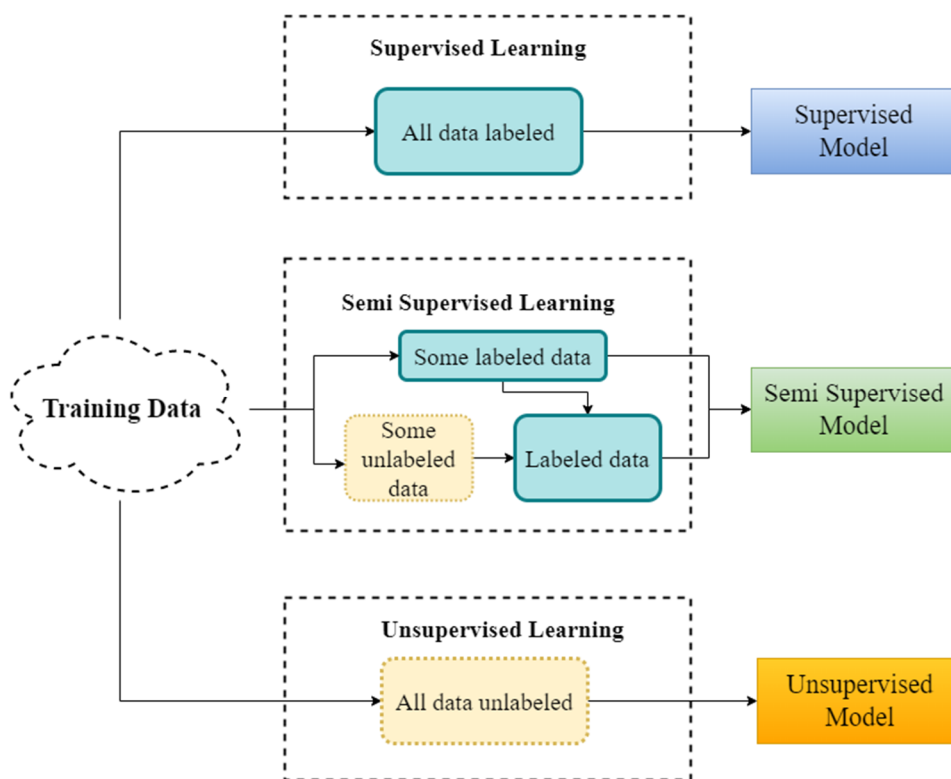 Supervised Learning
All data labeled
Supervised
Model
Semi Supervised Learning
Some labeled data
Training Data
Some
unlabeled
data
Labeled data
Semi Supervised
Model
Unsupervised Learning
All data unlabeled
Unsupervised
Model